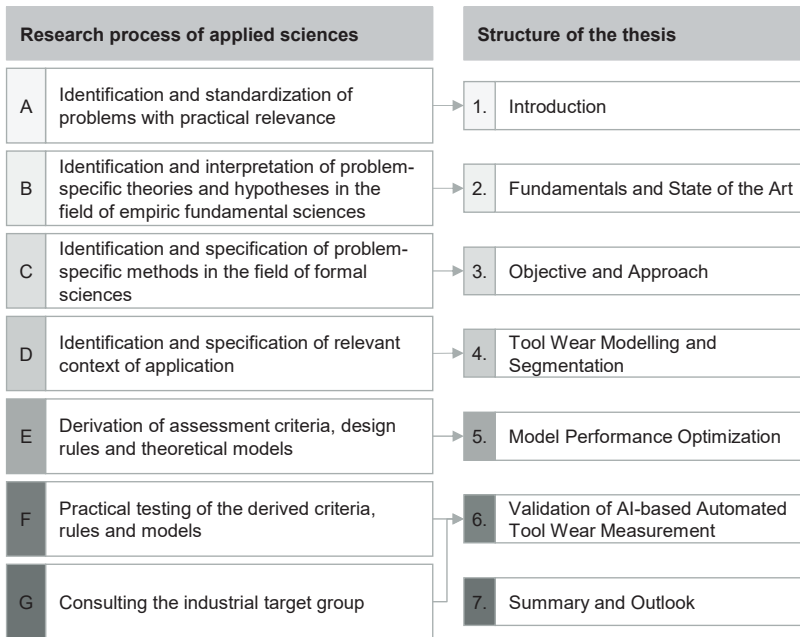 Research process of applied sciences
Structure of the thesis
A
Identification and standardization of
problems with practical relevance
1.
Introduction
B
Identification and interpretation of problem-
specific theories and hypotheses in the
field of empiric fundamental sciences
2.
Fundamentals and State of the Art
C
Identification and specification of problem-
specific methods in the field of formal
sciences
3.
Objective and Approach
D
Identification and specification of relevant
context of application
4.
Tool Wear Modelling and
Segmentation
E
Derivation of assessment criteria, design
rules and theoretical models
5.
Model Performance Optimization
F
Practical testing of the derived criteria,
rules and models
6.
Validation of AI-based Automated
Tool Wear Measurement
G
Consulting the industrial target group
7.
Summary and Outlook